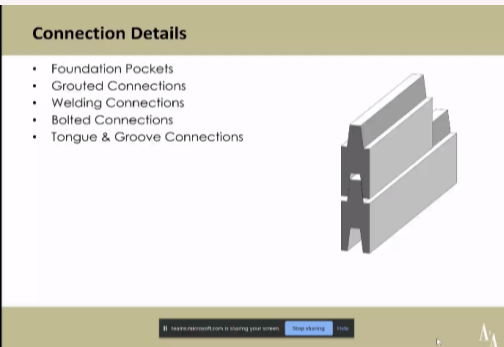 Connection Details
• Foundation Pockets
• Grouted Connections
• Welding Connections
• Bolted Connections
• Tongue & Groove Connections
teams.microsoft.com is sharing your screen. Stop sharing Hide